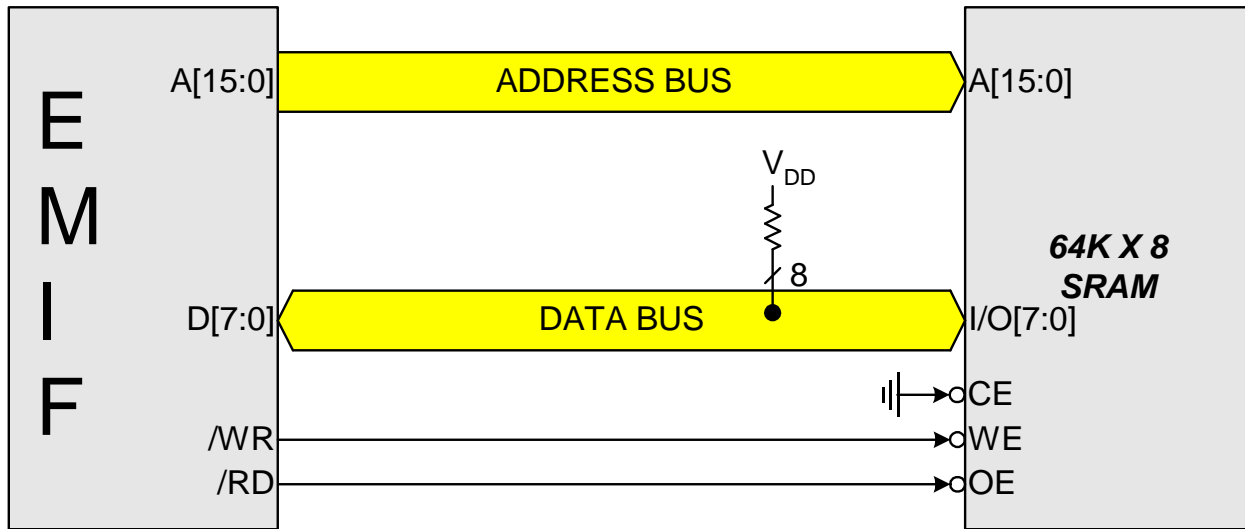 E
M
I
F
A[15:0]
ADDRESS BUS
A[15:0]
VDD
8
64K X 8
SRAM
D[7:0]
DATA BUS
I/O[7:0]
CE
/WR
WE
/RD
OE